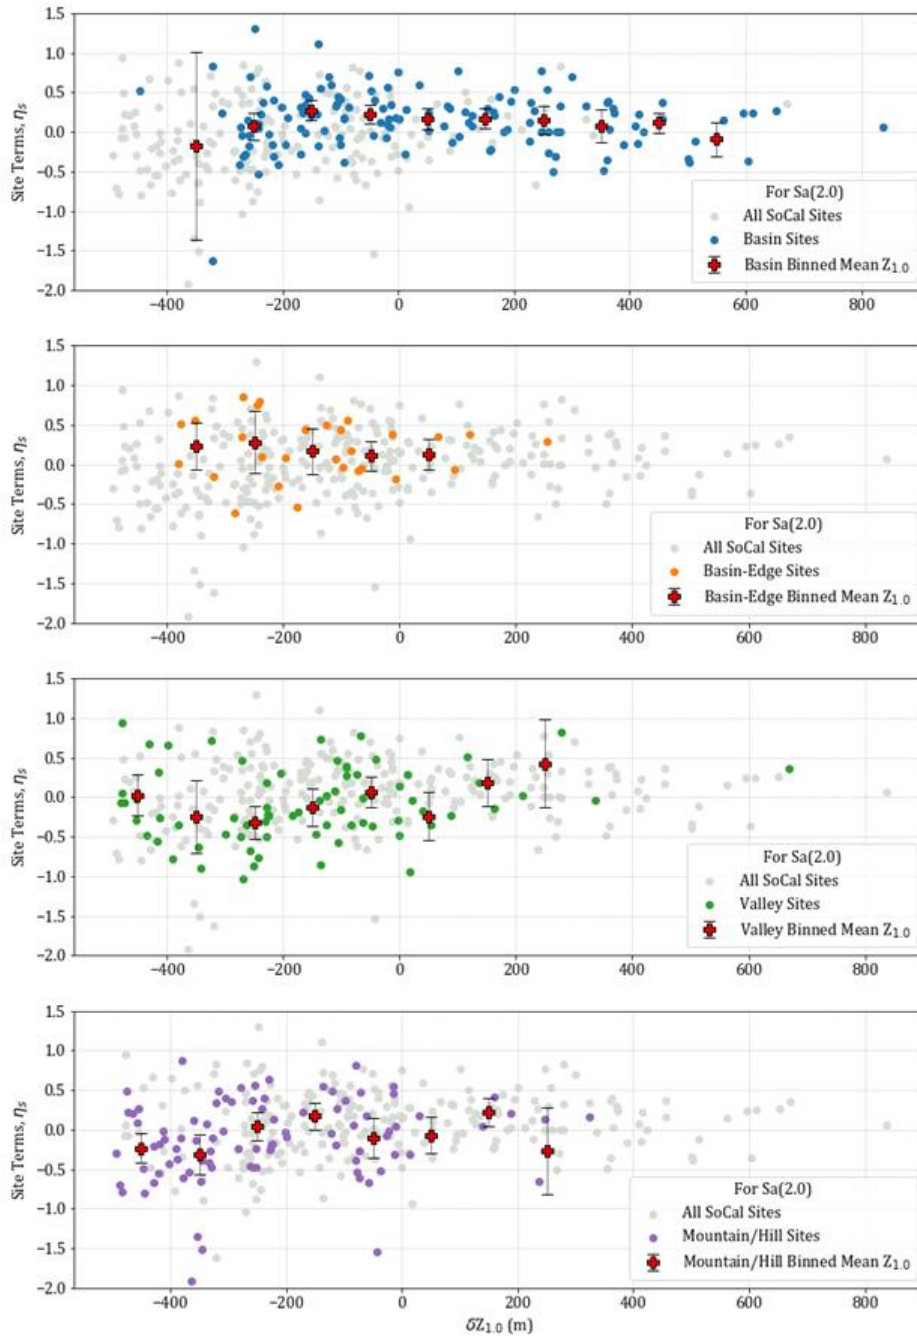 1.5
1.0
0.5
0.0
−0.5
−1.0
−1.5
−2.0
Site Terms, ηs
For Sa(2.0)
All SoCal Sites
Basin Sites
Basin Binned Mean Z1.0
−400 −200 0 200 400 600 800
1.5
1.0
0.5
0.0
−0.5
−1.0
−1.5
−2.0
Site Terms, ηs
For Sa(2.0)
All SoCal Sites
Basin-Edge Sites
Basin-Edge Binned Mean Z1.0
−400 −200 0 200 400 600 800
1.5
1.0
0.5
0.0
−0.5
−1.0
−1.5
−2.0
Site Terms, ηs
For Sa(2.0)
All SoCal Sites
Valley Sites
Valley Binned Mean Z1.0
−400 −200 0 200 400 600 800
1.5
1.0
0.5
0.0
−0.5
−1.0
−1.5
−2.0
Site Terms, ηs
For Sa(2.0)
All SoCal Sites
Mountain/Hill Sites
Mountain/Hill Binned Mean Z1.0
−400 −200 0 200 400 600 800
δZ1.0 (m)